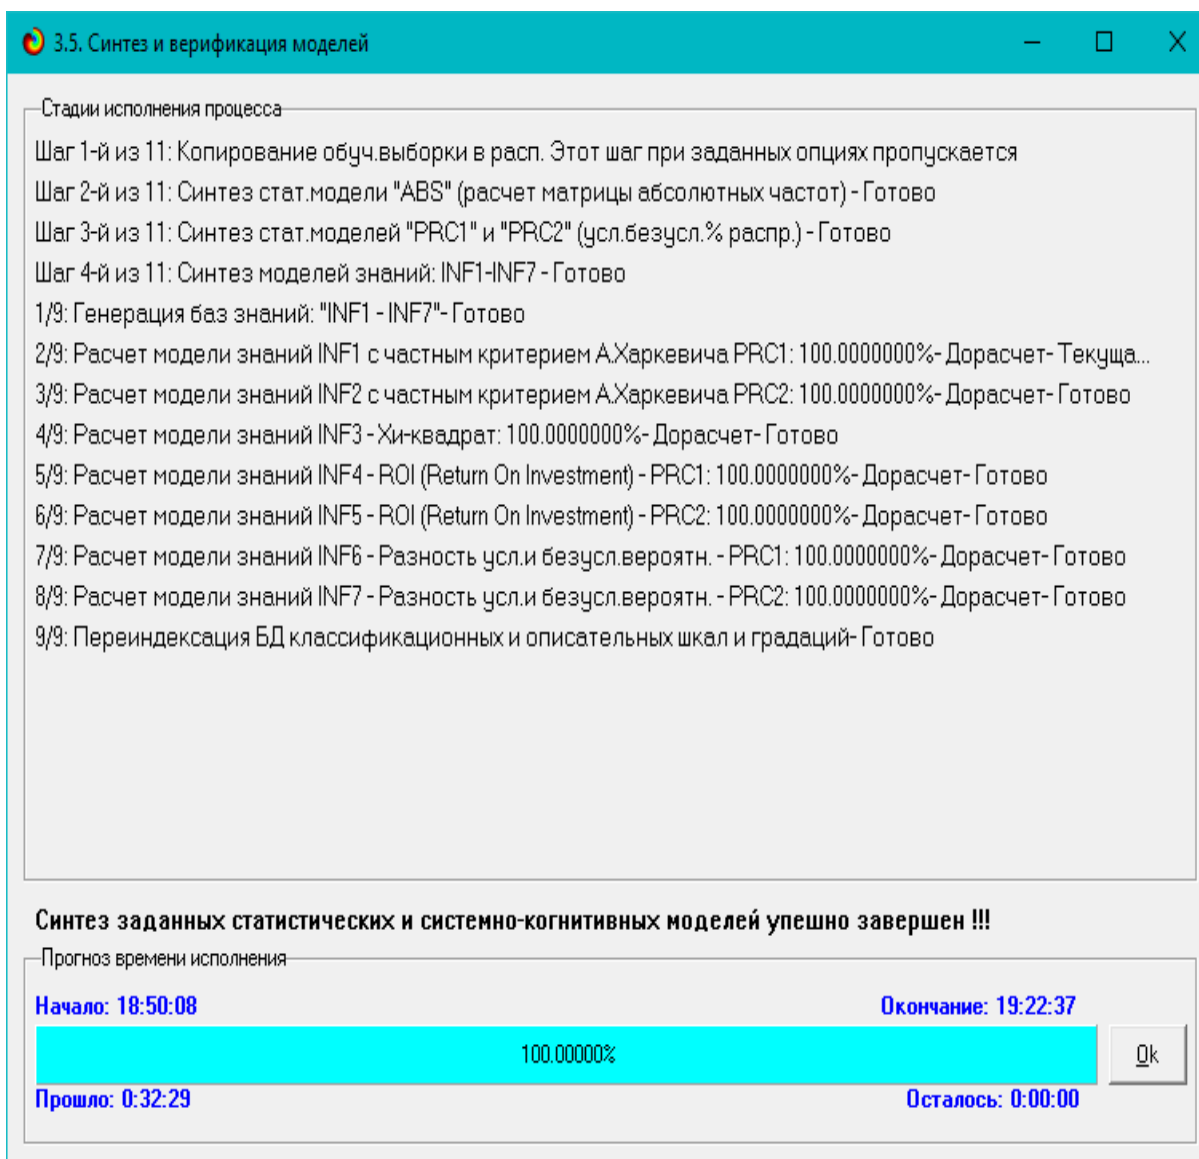 3.5. Синтез и верификация моделей
Стадии исполнения процесса
Шаг 1-й из 11: Копирование обуч.выборки в расп. Этот шаг при заданных опциях пропускается
Шаг 2-й из 11: Синтез стат.модели "ABS" (расчет матрицы абсолютных частот) - Готово
Шаг 3-й из 11: Синтез стат.моделей "PRC1" и "PRC2" (усл.безусл.% распр.) - Готово
Шаг 4-й из 11: Синтез моделей знаний: INF1-INF7 - Готово
1/9: Генерация баз знаний: "INF1 - INF7"- Готово
2/9: Расчет модели знаний INF1 с частным критерием А.Харкевича PRC1: 100.0000000%- Дорасчет- Текуща...
3/9: Расчет модели знаний INF2 с частным критерием А.Харкевича PRC2: 100.0000000%- Дорасчет- Готово
4/9: Расчет модели знаний INF3 - Хи-квадрат: 100.0000000%- Дорасчет- Готово
5/9: Расчет модели знаний INF4 - ROI (Return On Investment) - PRC1: 100.0000000%- Дорасчет- Готово
6/9: Расчет модели знаний INF5 - ROI (Return On Investment) - PRC2: 100.0000000%- Дорасчет- Готово
7/9: Расчет модели знаний INF6 - Разность усл.и безусл.вероятн. - PRC1: 100.0000000%- Дорасчет- Готово
8/9: Расчет модели знаний INF7 - Разность усл.и безусл.вероятн. - PRC2: 100.0000000%- Дорасчет- Готово
9/9: Переиндексация БД классификационных и описательных шкал и градаций- Готово
Синтез заданных статистических и системно-когнитивных моделей упешно завершен !!!
Прогноз времени исполнения
Начало: 18:50:08 Окончание: 19:22:37
100.00000% Ok
Прошло: 0:32:29 Осталось: 0:00:00